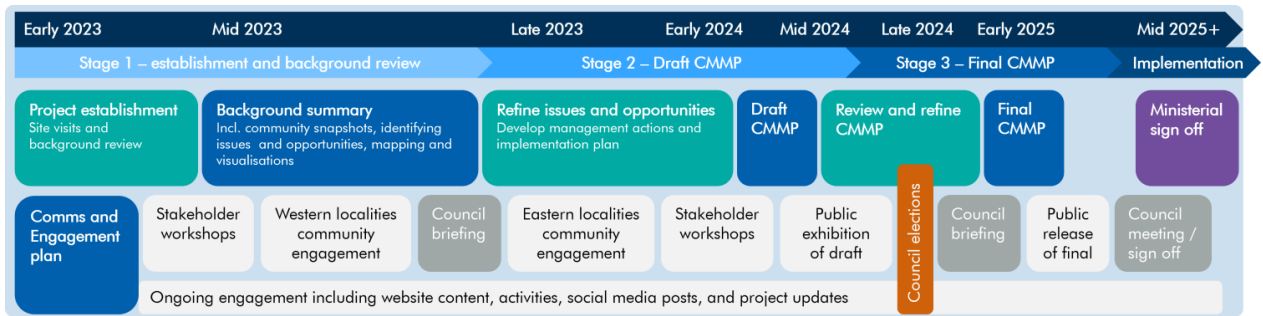 Early 2023
Mid 2023
Late 2023
Early 2024
Mid 2024
Late 2024
Early 2025
Mid 2025+
Stage 1 – establishment and background review
Stage 2 – Draft CMMP
Stage 3 – Final CMMP
Implementation
Project establishment
Site visits and
background review
Background summary
Incl. community snapshots, identifying
issues and opportunities, mapping and
visualisations
Refine issues and opportunities
Develop management actions and
implementation plan
Draft
CMMP
Review and refine
CMMP
Final
CMMP
Ministerial
sign off
Comms and
Engagement
plan
Stakeholder
workshops
Western localities
community
engagement
Council
briefing
Eastern localities
community
engagement
Stakeholder
workshops
Public
exhibition
of draft
Council elections
Council
briefing
Public
release
of final
Council
meeting /
sign off
Ongoing engagement including website content, activities, social media posts, and project updates